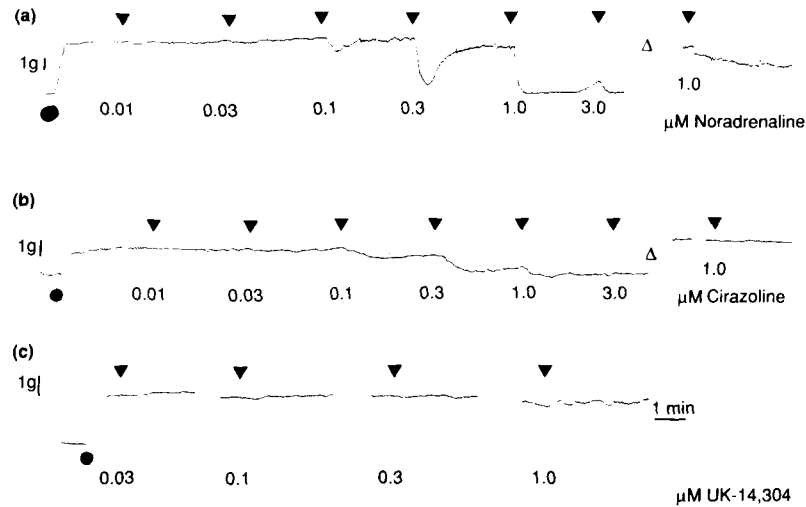 (a)
1g
Δ
0.01 0.03 0.1 0.3 1.0 3.0 1.0
μM Noradrenaline
(b)
1g
Δ
0.01 0.03 0.1 0.3 1.0 3.0 1.0
μM Cirazoline
(c)
1g
1 min
0.03 0.1 0.3 1.0
μM UK-14,304